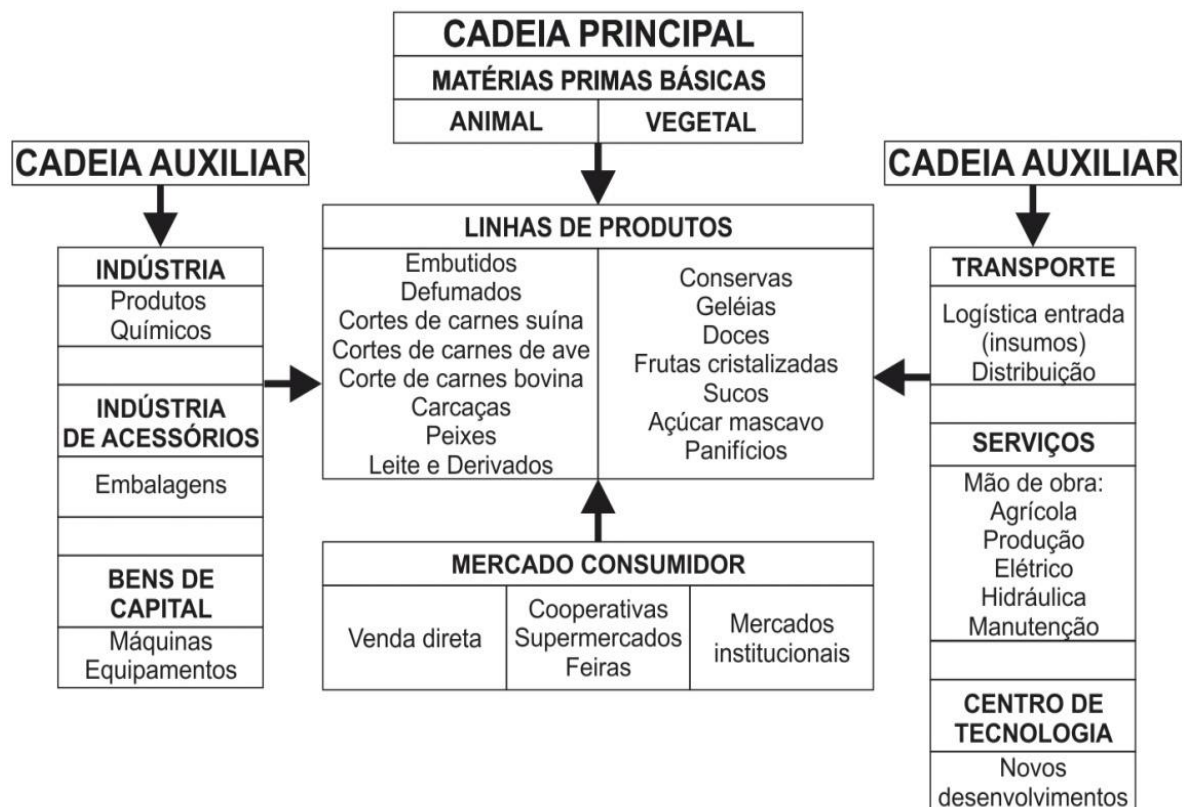 CADEIA PRINCIPAL
MATÉRIAS PRIMAS BÁSICAS
ANIMAL
VEGETAL
CADEIA AUXILIAR
INDÚSTRIA
Produtos
Químicos
INDÚSTRIA
DE ACESSÓRIOS
Embalagens
BENS DE
CAPITAL
Máquinas
Equipamentos
LINHAS DE PRODUTOS
Embutidos
Defumados
Cortes de carnes suína
Cortes de carnes de ave
Corte de carnes bovina
Carcaças
Peixes
Leite e Derivados
Conservas
Geléias
Doces
Frutas cristalizadas
Sucos
Açúcar mascavo
Panifícios
MERCADO CONSUMIDOR
Venda direta
Cooperativas
Supermercados
Feiras
Mercados
institucionais
CADEIA AUXILIAR
TRANSPORTE
Logística entrada
(insumos)
Distribuição
SERVIÇOS
Mão de obra:
Agrícola
Produção
Elétrico
Hidráulica
Manutenção
CENTRO DE
TECNOLOGIA
Novos
desenvolvimentos